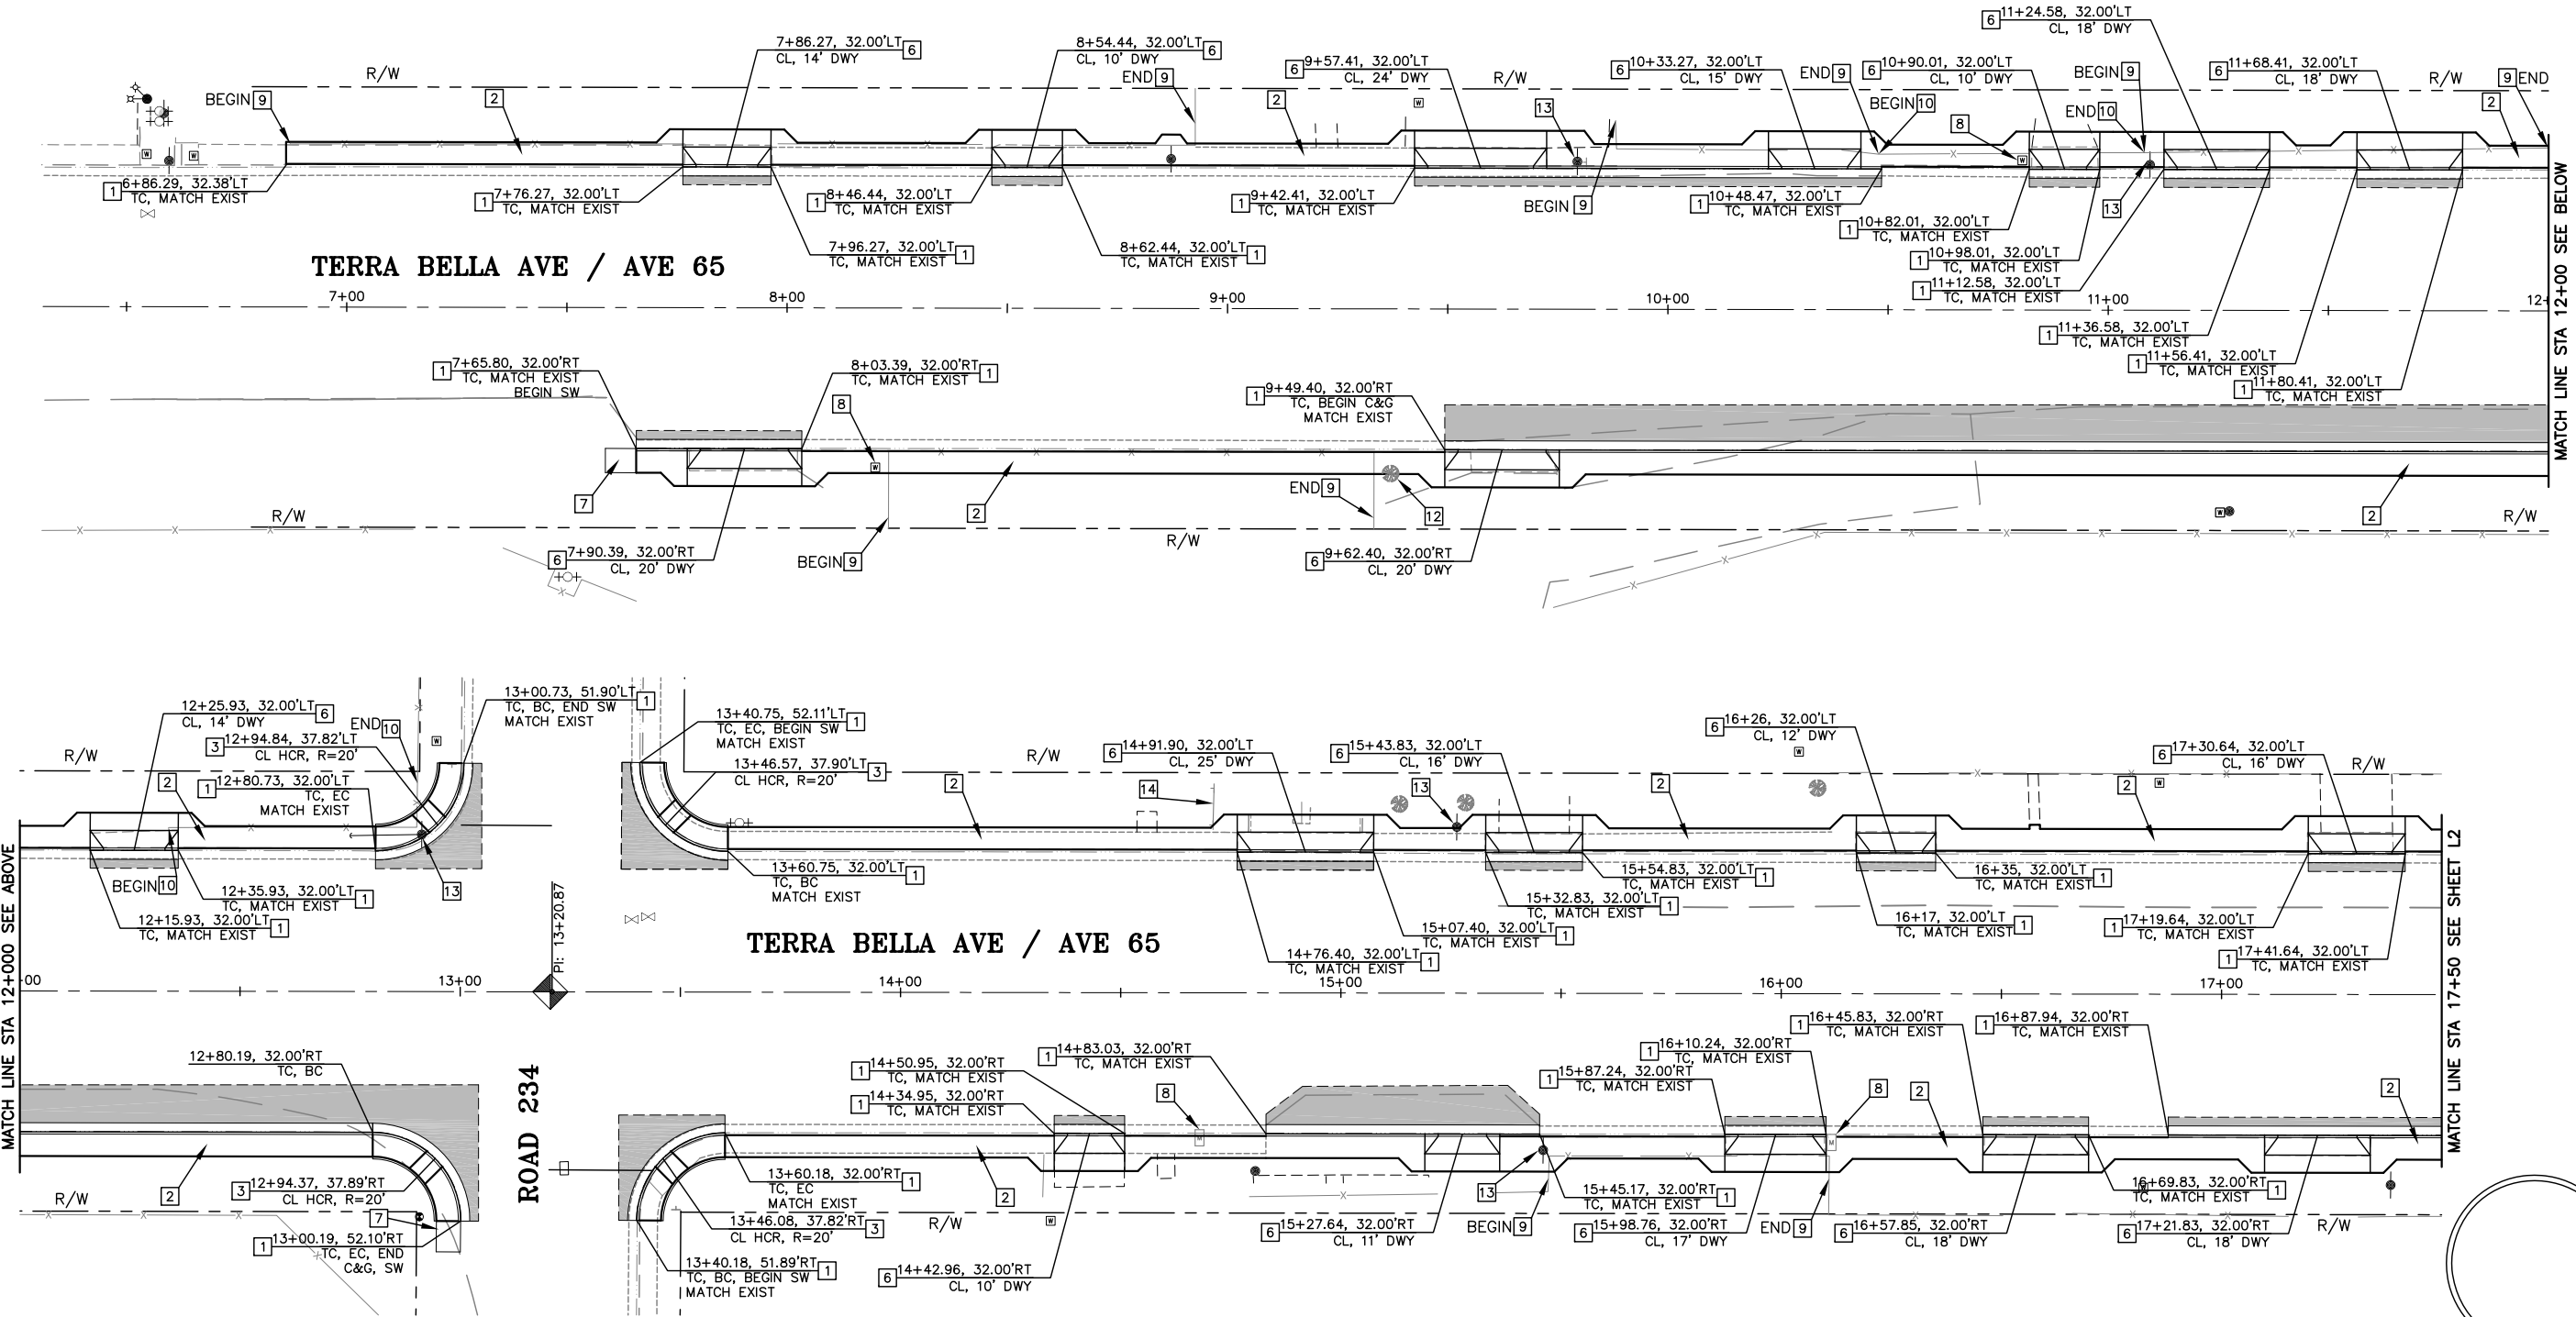 6 11+24.58, 32.00'LT
CL, 18' DWY
7+86.27, 32.00'LT 6
CL, 14' DWY
8+54.44, 32.00'LT 6
CL, 10' DWY
END 9
6 9+57.41, 32.00'LT
CL, 24' DWY
R/W
6 10+33.27, 32.00'LT
CL, 15' DWY
END 9
6 10+90.01, 32.00'LT
CL, 10' DWY
BEGIN 9
6 11+68.41, 32.00'LT
CL, 18' DWY
R/W
9 END
R/W
BEGIN 9
2
2
13
BEGIN 10
END 10
8
2
W
W
W
W
1 6+86.29, 32.38'LT
TC, MATCH EXIST
1 7+76.27, 32.00'LT
TC, MATCH EXIST
1 8+46.44, 32.00'LT
TC, MATCH EXIST
1 9+42.41, 32.00'LT
TC, MATCH EXIST
BEGIN 9
1 10+48.47, 32.00'LT
TC, MATCH EXIST
13
1 10+82.01, 32.00'LT
TC, MATCH EXIST
7+96.27, 32.00'LT 1
TC, MATCH EXIST
8+62.44, 32.00'LT 1
TC, MATCH EXIST
1 10+98.01, 32.00'LT
TC, MATCH EXIST
1 11+12.58, 32.00'LT
TC, MATCH EXIST
TERRA BELLA AVE / AVE 65
7+00
8+00
9+00
10+00
11+00
12+
MATCH LINE STA 12+00 SEE BELOW
1 11+36.58, 32.00'LT
TC, MATCH EXIST
1 11+56.41, 32.00'LT
TC, MATCH EXIST
1 11+80.41, 32.00'LT
TC, MATCH EXIST
1 7+65.80, 32.00'RT
TC, MATCH EXIST
BEGIN SW
8+03.39, 32.00'RT 1
TC, MATCH EXIST
8
1 9+49.40, 32.00'RT
TC, BEGIN C&G
MATCH EXIST
W
7
2
END 9
12
W
2
R/W
R/W
R/W
6 7+90.39, 32.00'RT
CL, 20' DWY
BEGIN 9
6 9+62.40, 32.00'RT
CL, 20' DWY
12+25.93, 32.00'LT 6
CL, 14' DWY
END 10
13+00.73, 51.90'LT 1
TC, BC, END SW
MATCH EXIST
3 12+94.84, 37.82'LT
CL HCR, R=20'
W
13+40.75, 52.11'LT 1
TC, EC, BEGIN SW
MATCH EXIST
R/W
2
1 12+80.73, 32.00'LT
TC, EC
MATCH EXIST
13+46.57, 37.90'LT 3
CL HCR, R=20'
2
R/W
6 14+91.90, 32.00'LT
CL, 25' DWY
14
6 15+43.83, 32.00'LT
CL, 16' DWY
13
6 16+26, 32.00'LT
CL, 12' DWY
W
2
6 17+30.64, 32.00'LT
CL, 16' DWY
2
W
R/W
BEGIN 10
12+35.93, 32.00'LT 1
TC, MATCH EXIST
12+15.93, 32.00'LT 1
TC, MATCH EXIST
13
13+60.75, 32.00'LT 1
TC, BC
MATCH EXIST
15+54.83, 32.00'LT 1
TC, MATCH EXIST
15+32.83, 32.00'LT 1
TC, MATCH EXIST
15+07.40, 32.00'LT 1
TC, MATCH EXIST
14+76.40, 32.00'LT 1
TC, MATCH EXIST
16+35, 32.00'LT 1
TC, MATCH EXIST
16+17, 32.00'LT 1
TC, MATCH EXIST
1 17+19.64, 32.00'LT
TC, MATCH EXIST
1 17+41.64, 32.00'LT
TC, MATCH EXIST
MATCH LINE STA 12+000 SEE ABOVE
PI: 13+20.87
TERRA BELLA AVE / AVE 65
00
13+00
14+00
15+00
16+00
17+00
MATCH LINE STA 17+50 SEE SHEET L2
12+80.19, 32.00'RT
TC, BC
ROAD 234
1 14+50.95, 32.00'RT
TC, MATCH EXIST
1 14+34.95, 32.00'RT
TC, MATCH EXIST
1 14+83.03, 32.00'RT
TC, MATCH EXIST
8
M
1 15+87.24, 32.00'RT
TC, MATCH EXIST
1 16+10.24, 32.00'RT
TC, MATCH EXIST
1 16+45.83, 32.00'RT
TC, MATCH EXIST
1 16+87.94, 32.00'RT
TC, MATCH EXIST
8
M
2
2
2
R/W
3 12+94.37, 37.89'RT
CL HCR, R=20'
7
1 13+00.19, 52.10'RT
TC, EC, END
C&G, SW
13+60.18, 32.00'RT 1
TC, EC
MATCH EXIST
13+46.08, 37.82'RT 3
CL HCR, R=20'
13+40.18, 51.89'RT 1
TC, BC, BEGIN SW
MATCH EXIST
R/W
2
W
6 14+42.96, 32.00'RT
CL, 10' DWY
6 15+27.64, 32.00'RT
CL, 11' DWY
13
BEGIN 9
15+45.17, 32.00'RT 1
TC, MATCH EXIST
6 15+98.76, 32.00'RT
CL, 17' DWY
END 9
6 16+57.85, 32.00'RT
CL, 18' DWY
16+69.83, 32.00'RT 1
TC, MATCH EXIST
6 17+21.83, 32.00'RT
CL, 18' DWY
R/W